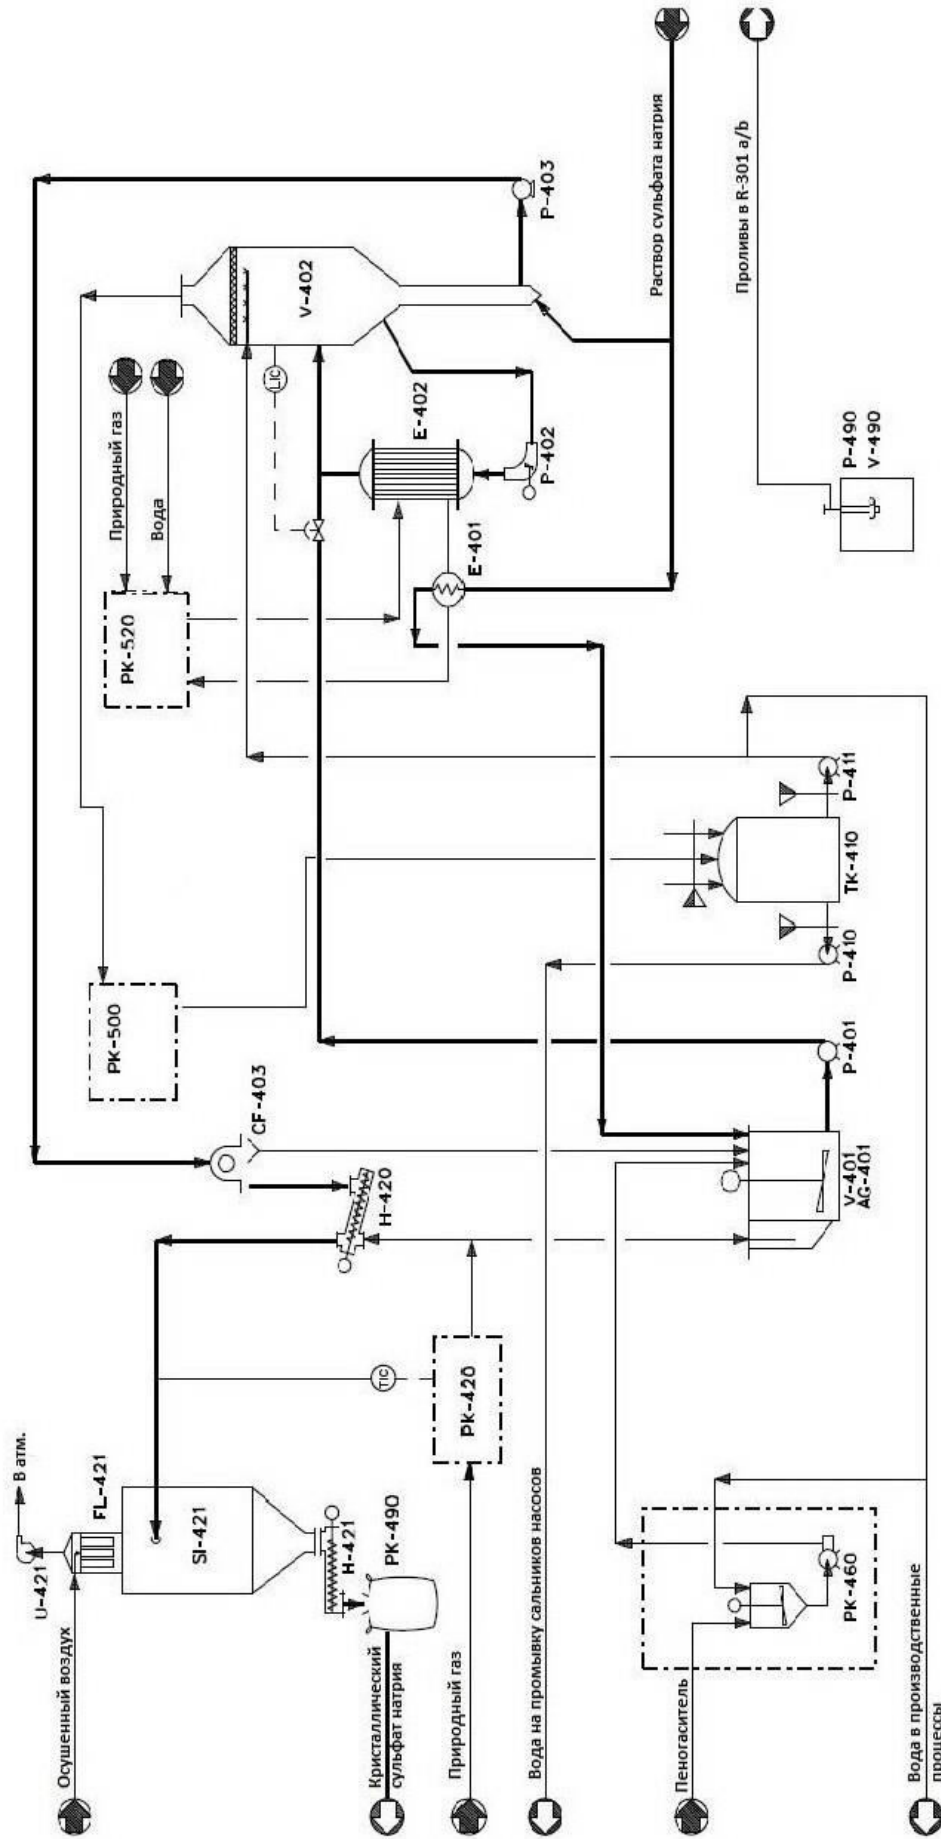 В атм.
U-421
FL-421
SI-421
H-421
PK-490
Осушенный воздух
Кристаллический
сульфат натрия
Природный газ
PK-420
TIC
H-420
CF-403
PK-500
PK-520
Природный газ
Вода
LIC
V-402
E-402
E-401
P-402
P-403
Раствор сульфата натрия
Проливы в R-301 a/b
P-490
V-490
P-411
TK-410
P-410
P-401
V-401
AG-401
Вода на промывку сальников насосов
Пеногаситель
PK-460
Вода в производственные
процессы